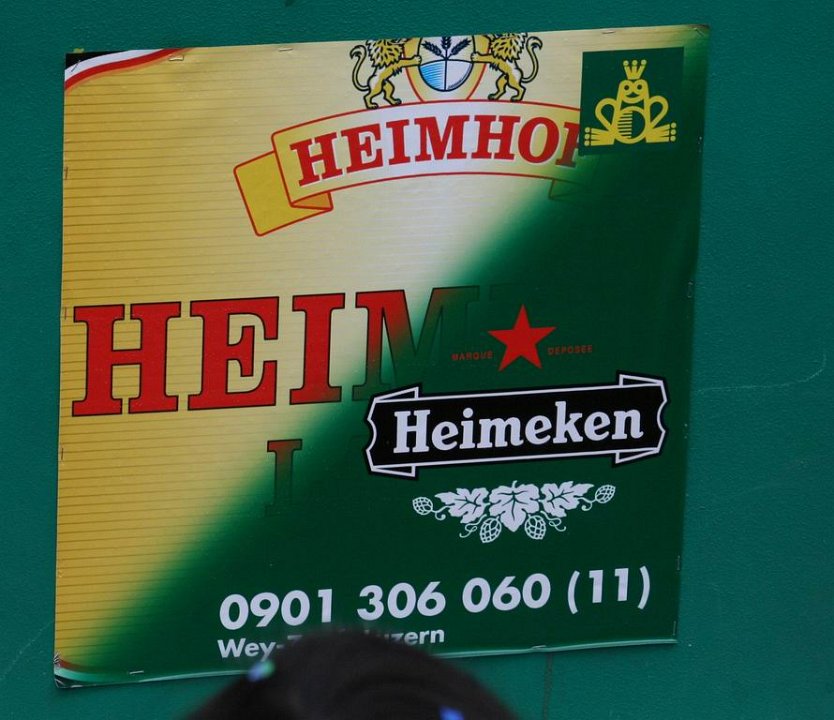 HEIMHOF
HEIM
MARQUE DEPOSEE
Heimeken
I
0901 306 060 (11)